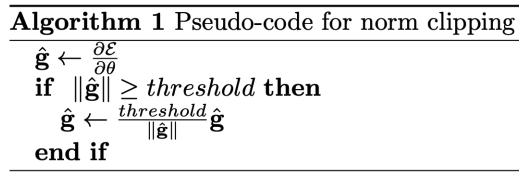 Algorithm 1 Pseudo-code for norm clipping
ĝ ← ∂ℰ/∂θ
if ‖ĝ‖ ≥ threshold then
ĝ ← threshold/‖ĝ‖ ĝ
end if